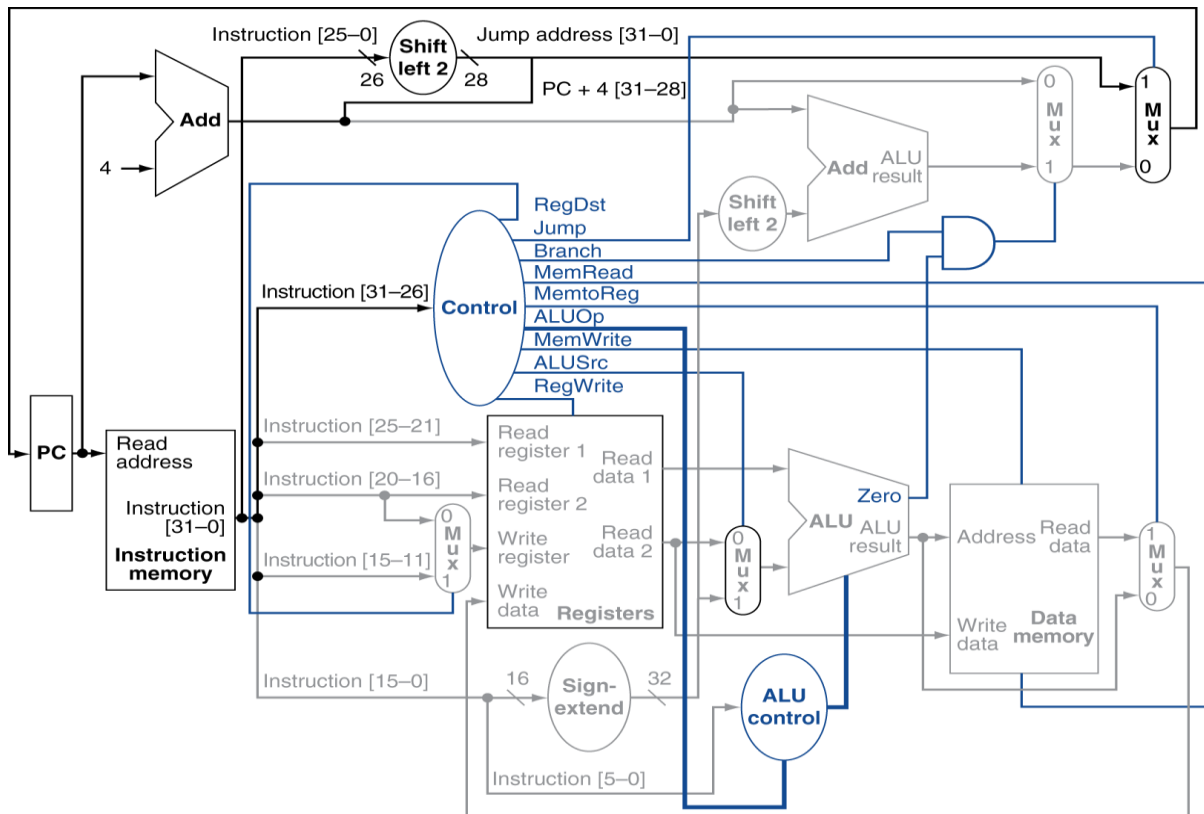 Instruction [25–0]
Shift
left 2
Jump address [31–0]
26
28
PC + 4 [31–28]
Add
4
0
M
u
x
1
1
M
u
x
0
Add
ALU
result
Shift
left 2
RegDst
Jump
Branch
MemRead
MemtoReg
ALUOp
MemWrite
ALUSrc
RegWrite
Instruction [31–26]
Control
PC
Read
address
Instruction
[31–0]
Instruction
memory
Instruction [25–21]
Instruction [20–16]
Instruction [15–11]
0
M
u
x
1
Read
register 1
Read
register 2
Write
register
Write
data
Read
data 1
Read
data 2
Registers
0
M
u
x
1
Zero
ALU
ALU
result
Address
Read
data
Write
data
Data
memory
1
M
u
x
0
Instruction [15–0]
16
Sign-
extend
32
ALU
control
Instruction [5–0]